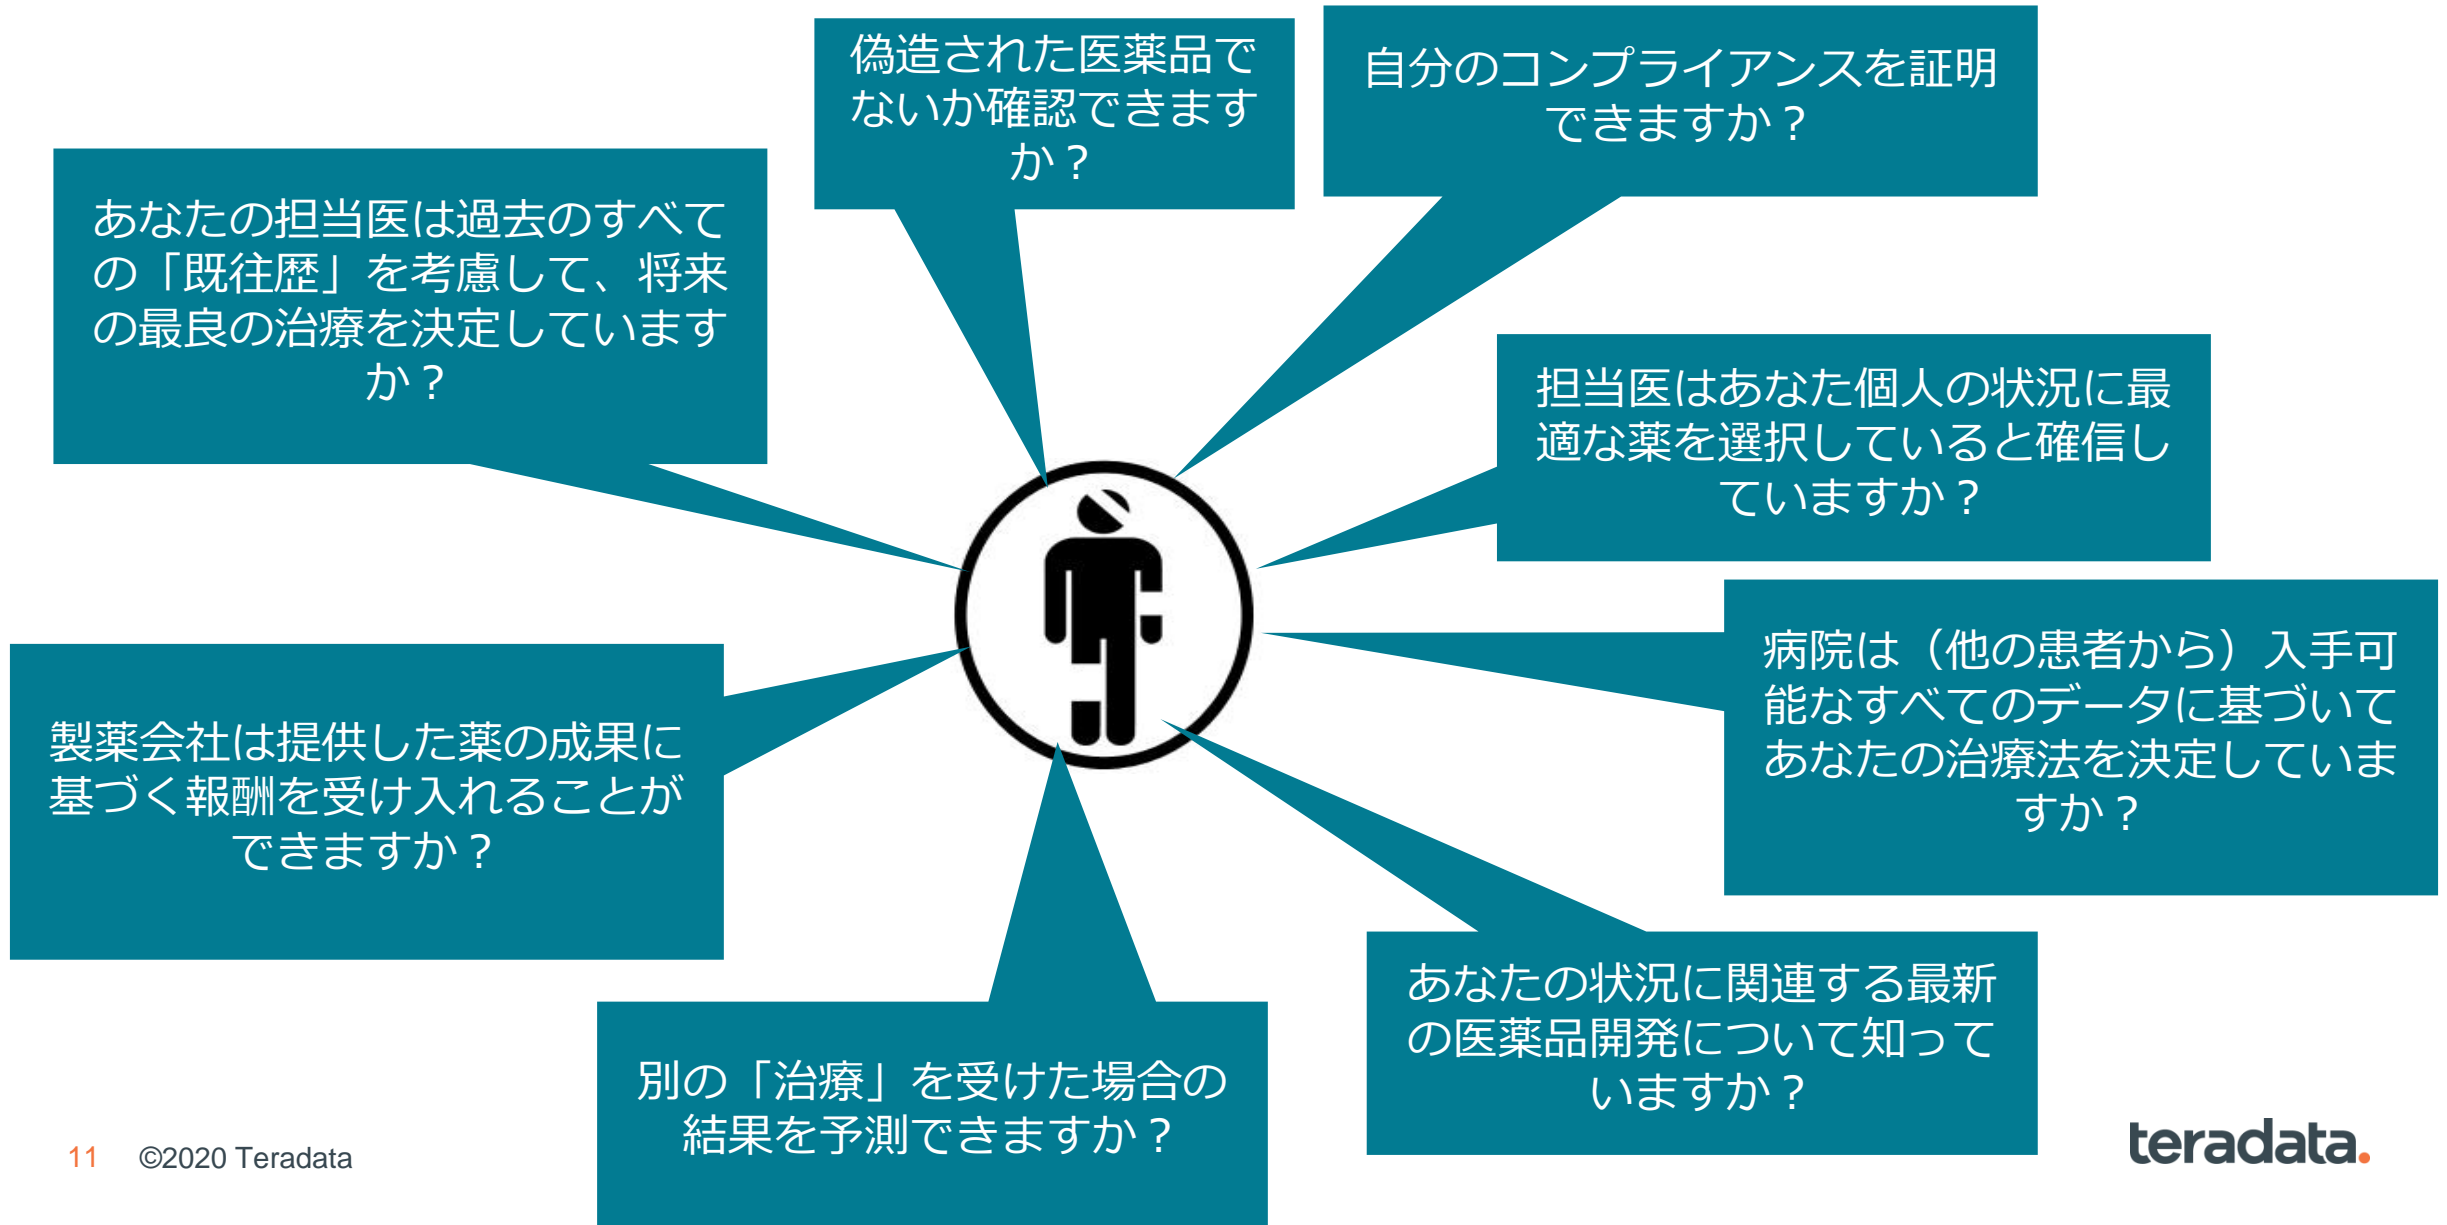 偽造された医薬品で
ないか確認できます
か？
自分のコンプライアンスを証明
できますか？
あなたの担当医は過去のすべて
の「既往歴」を考慮して、将来
の最良の治療を決定しています
か？
担当医はあなた個人の状況に最
適な薬を選択していると確信し
ていますか？
病院は（他の患者から）入手可
能なすべてのデータに基づいて
あなたの治療法を決定していま
すか？
製薬会社は提供した薬の成果に
基づく報酬を受け入れることが
できますか？
あなたの状況に関連する最新
の医薬品開発について知って
いますか？
別の「治療」を受けた場合の
結果を予測できますか？
11 ©2020 Teradata
teradata.